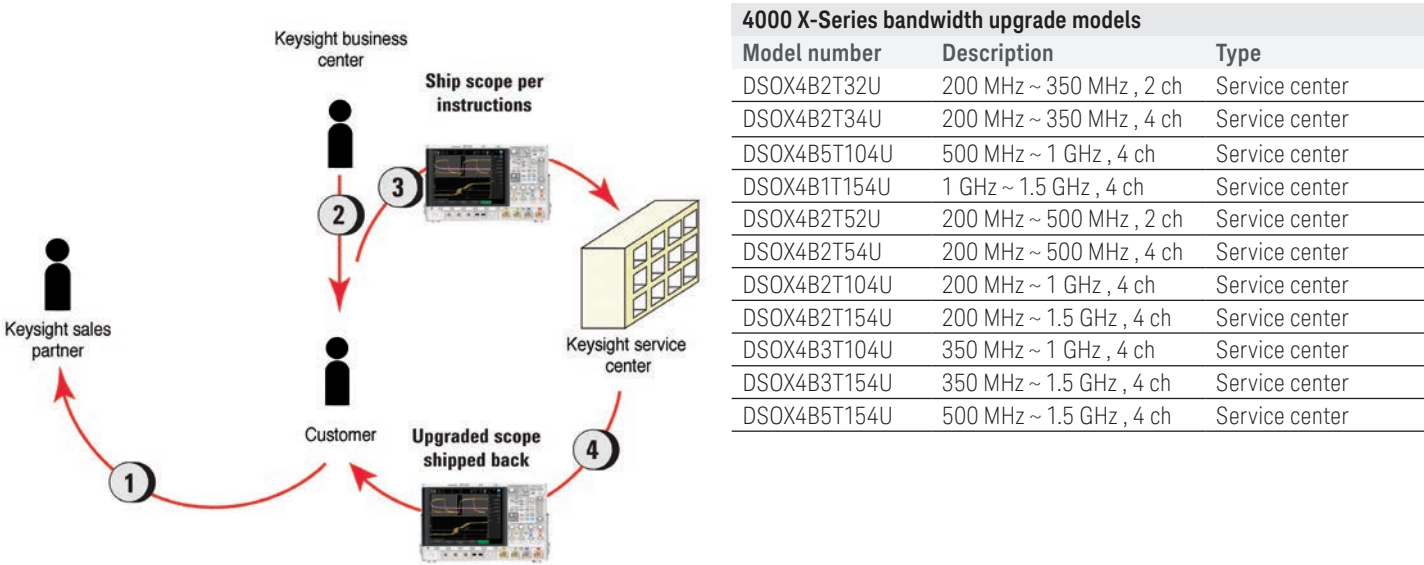 Keysight business
center
Ship scope per
instructions
3
2
Keysight sales
partner
Keysight service
center
Customer
Upgraded scope
shipped back
4
1
4000 X-Series bandwidth upgrade models
Model number Description Type
DSOX4B2T32U 200 MHz ~ 350 MHz , 2 ch Service center
DSOX4B2T34U 200 MHz ~ 350 MHz , 4 ch Service center
DSOX4B5T104U 500 MHz ~ 1 GHz , 4 ch Service center
DSOX4B1T154U 1 GHz ~ 1.5 GHz , 4 ch Service center
DSOX4B2T52U 200 MHz ~ 500 MHz , 2 ch Service center
DSOX4B2T54U 200 MHz ~ 500 MHz , 4 ch Service center
DSOX4B2T104U 200 MHz ~ 1 GHz , 4 ch Service center
DSOX4B2T154U 200 MHz ~ 1.5 GHz , 4 ch Service center
DSOX4B3T104U 350 MHz ~ 1 GHz , 4 ch Service center
DSOX4B3T154U 350 MHz ~ 1.5 GHz , 4 ch Service center
DSOX4B5T154U 500 MHz ~ 1.5 GHz , 4 ch Service center